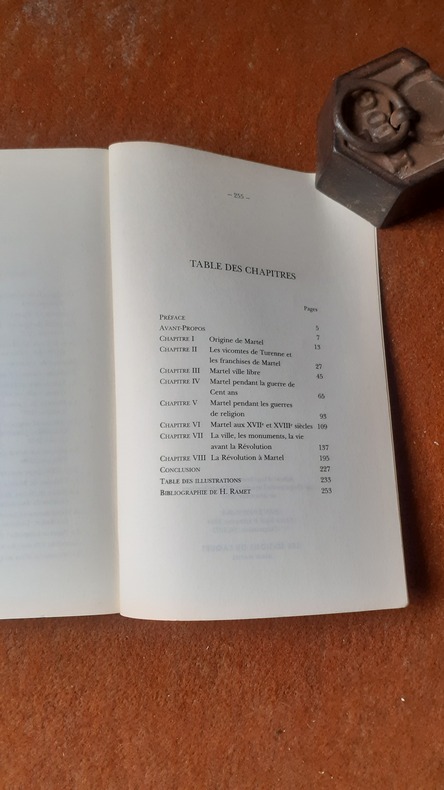 – 255 –
TABLE DES CHAPITRES
Pages
PRÉFACE 5
AVANT-PROPOS 7
CHAPITRE I Origine de Martel 13
CHAPITRE II Les vicomtes de Turenne et
les franchises de Martel 27
CHAPITRE III Martel ville libre 45
CHAPITRE IV Martel pendant la guerre de
Cent ans 65
CHAPITRE V Martel pendant les guerres
de religion 93
CHAPITRE VI Martel aux XVIIᵉ et XVIIIᵉ siècles 109
CHAPITRE VII La ville, les monuments, la vie
avant la Révolution 137
CHAPITRE VIII La Révolution à Martel 195
CONCLUSION 227
TABLE DES ILLUSTRATIONS 233
BIBLIOGRAPHIE DE H. RAMET 253